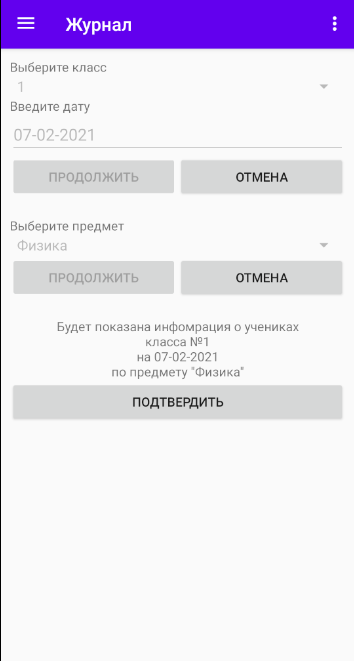 Журнал
Выберите класс
1
Введите дату
07-02-2021
ПРОДОЛЖИТЬ ОТМЕНА
Выберите предмет
Физика
ПРОДОЛЖИТЬ ОТМЕНА
Будет показана инфомрация о учениках
класса №1
на 07-02-2021
по предмету "Физика"
ПОДТВЕРДИТЬ